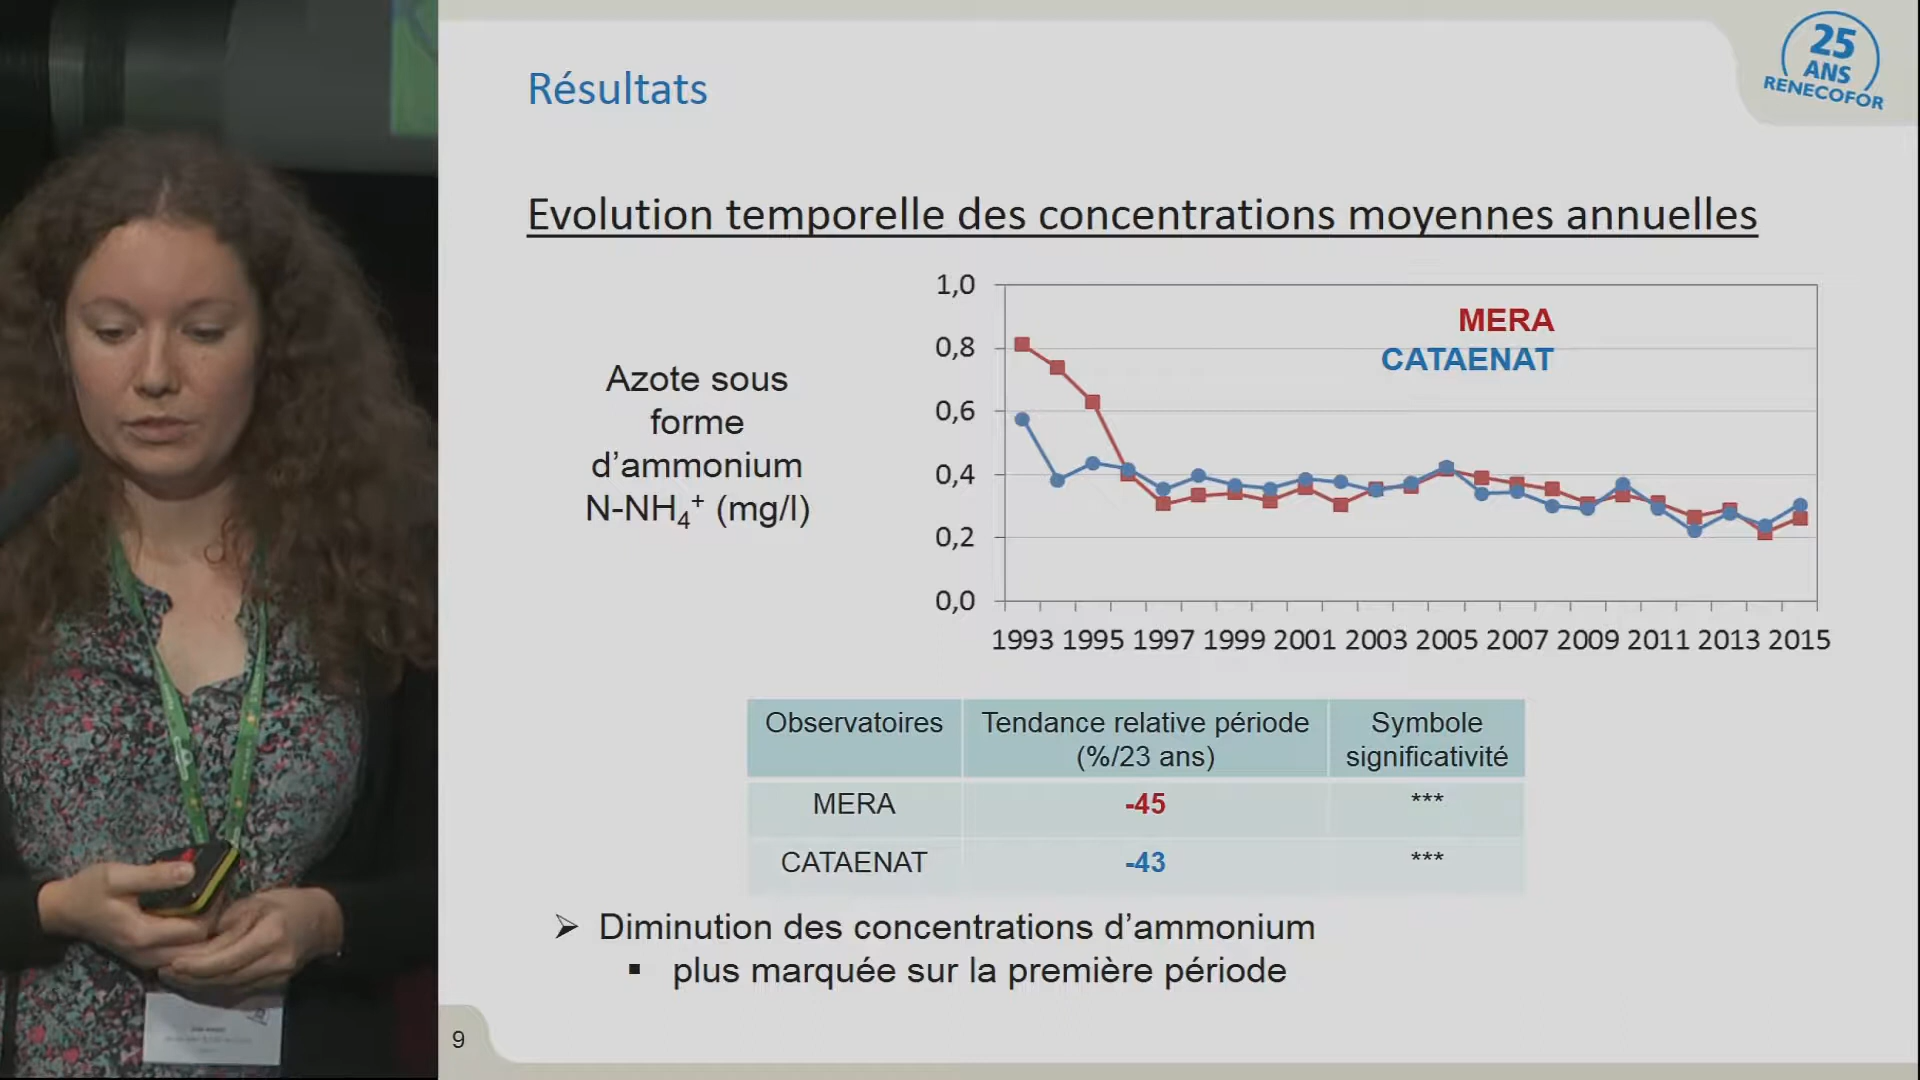 25
ANS
RENECOFOR
Résultats
Evolution temporelle des concentrations moyennes annuelles
Azote sous
forme
d’ammonium
N-NH₄⁺ (mg/l)
1,0
0,8
0,6
0,4
0,2
0,0
MERA
CATAENAT
1993 1995 1997 1999 2001 2003 2005 2007 2009 2011 2013 2015
Observatoires Tendance relative période (%/23 ans) Symbole significativité
MERA -45 ***
CATAENAT -43 ***
➢ Diminution des concentrations d’ammonium
▪ plus marquée sur la première période
9